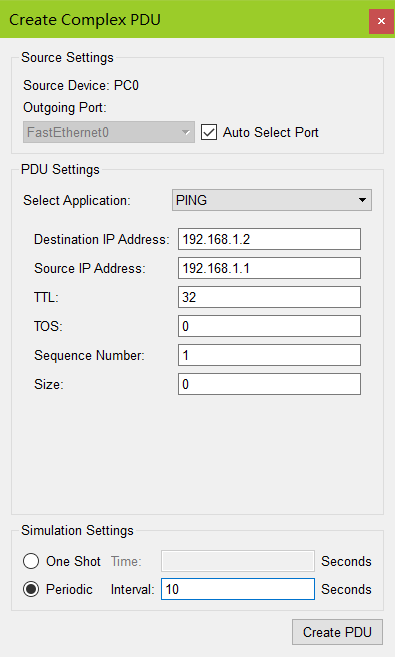 Create Complex PDU
Source Settings
Source Device: PC0
Outgoing Port:
FastEthernet0 Auto Select Port
PDU Settings
Select Application: PING
Destination IP Address: 192.168.1.2
Source IP Address: 192.168.1.1
TTL: 32
TOS: 0
Sequence Number: 1
Size: 0
Simulation Settings
One Shot Time: Seconds
Periodic Interval: 10 Seconds
Create PDU